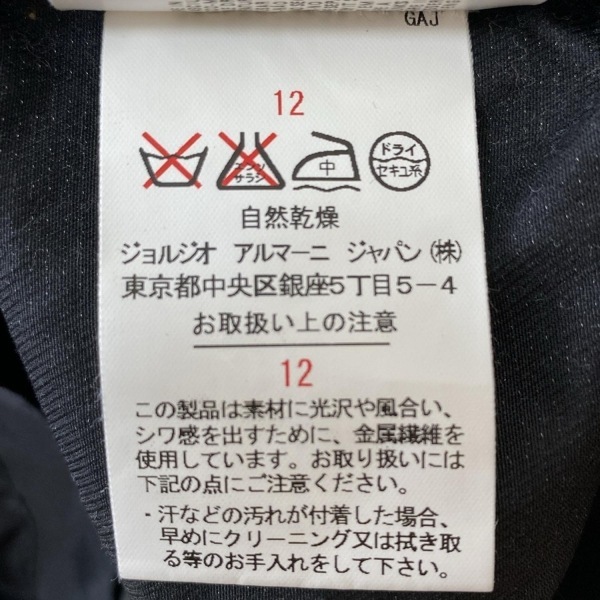 GAJ
12
エンソ
サラシ
中
ドライ
セキユ系
自然乾燥
ジョルジオ アルマーニ ジャパン(株)
東京都中央区銀座5丁目5-4
お取扱い上の注意
12
この製品は素材に光沢や風合い、
シワ感を出すために、金属繊維を
使用しています。お取り扱いには
下記の点にご注意ください。
・汗などの汚れが付着した場合、
早めにクリーニング又は拭き取
る等のお手入れをして下さい。